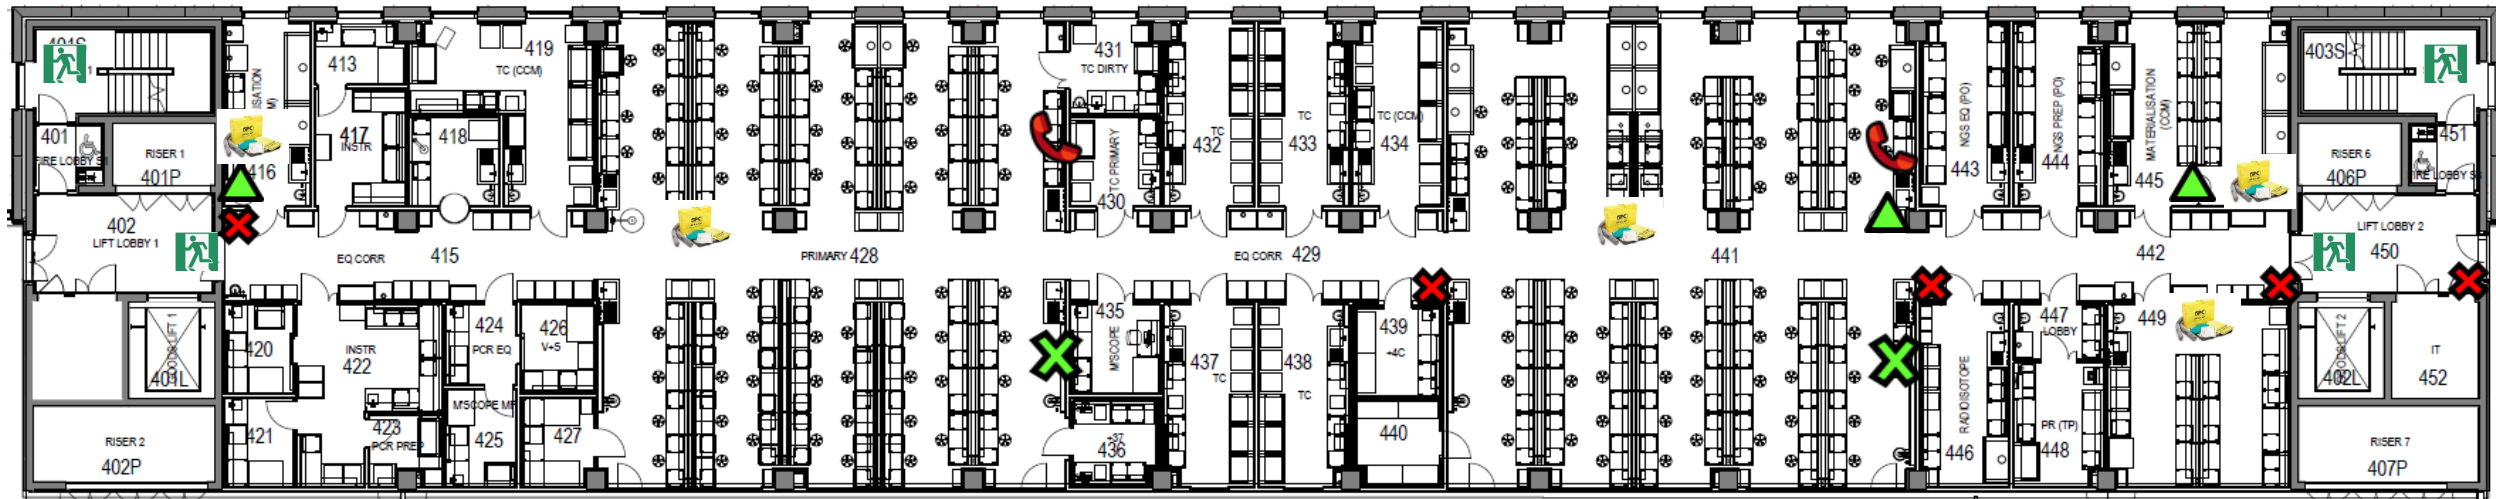 401S
1
401
FIRE LOBBY
RISER 1
401P
402
LIFT LOBBY 1
416
413
417
INSTR
418
419
TC (CCM)
EQ CORR
415
420
421
INSTR
422
423
PCR PREP
424
PCR EQ
M'SCOPE
425
426
V+S
427
401L
RISER 2
402P
PRIMARY 428
431
TC DIRTY
TC PRIMARY
430
TC
432
TC
433
TC (CCM)
434
EQ CORR 429
435
M'SCOPE
+37
436
437
TC
438
TC
439
+4C
440
441
NGS EQ (PO)
443
NGS PREP (PO)
444
MATERIALISATION
(CCM)
445
442
RADIOISOTOPE
446
447
LOBBY
PR (TP)
448
449
403S
451
RISER 6
406P
FIRE LOBBY
LIFT LOBBY 2
450
402L
IT
452
RISER 7
407P